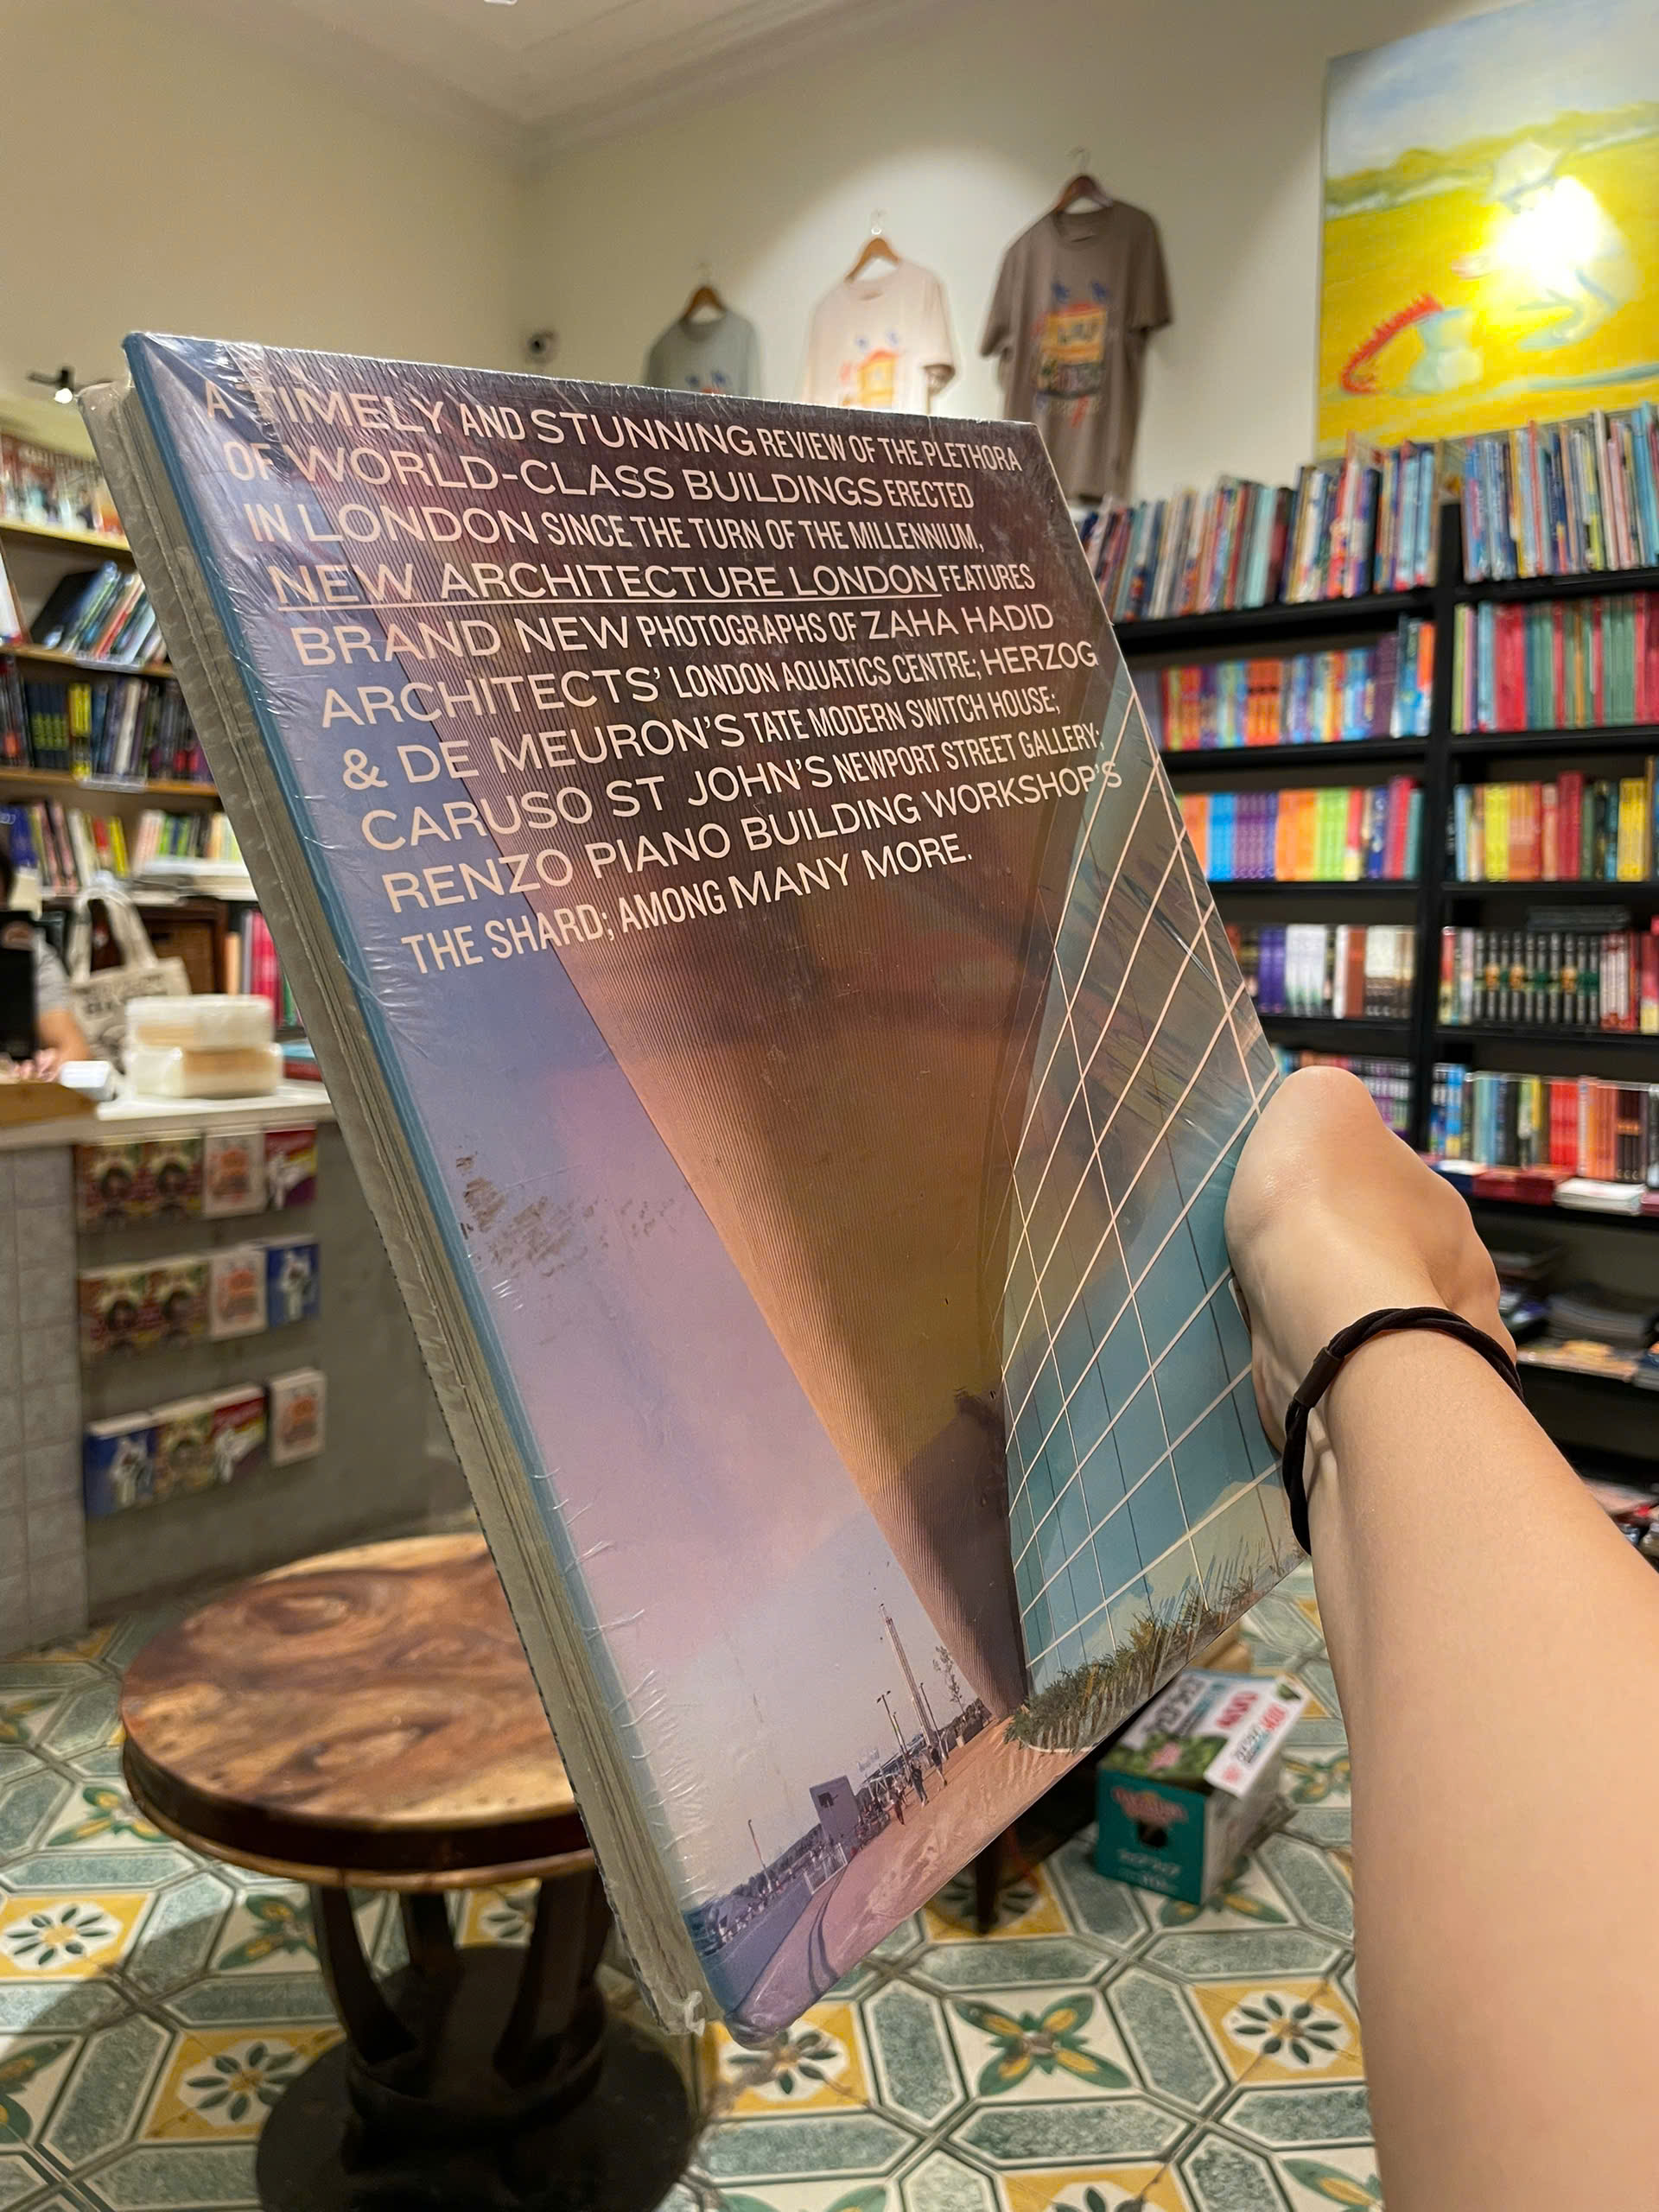 A TIMELY AND STUNNING REVIEW OF THE PLETHORA
OF WORLD-CLASS BUILDINGS ERECTED
IN LONDON SINCE THE TURN OF THE MILLENNIUM,
NEW ARCHITECTURE LONDON FEATURES
BRAND NEW PHOTOGRAPHS OF ZAHA HADID
ARCHITECTS' LONDON AQUATICS CENTRE; HERZOG
& DE MEURON'S TATE MODERN SWITCH HOUSE;
CARUSO ST JOHN'S NEWPORT STREET GALLERY;
RENZO PIANO BUILDING WORKSHOP'S
THE SHARD; AMONG MANY MORE.